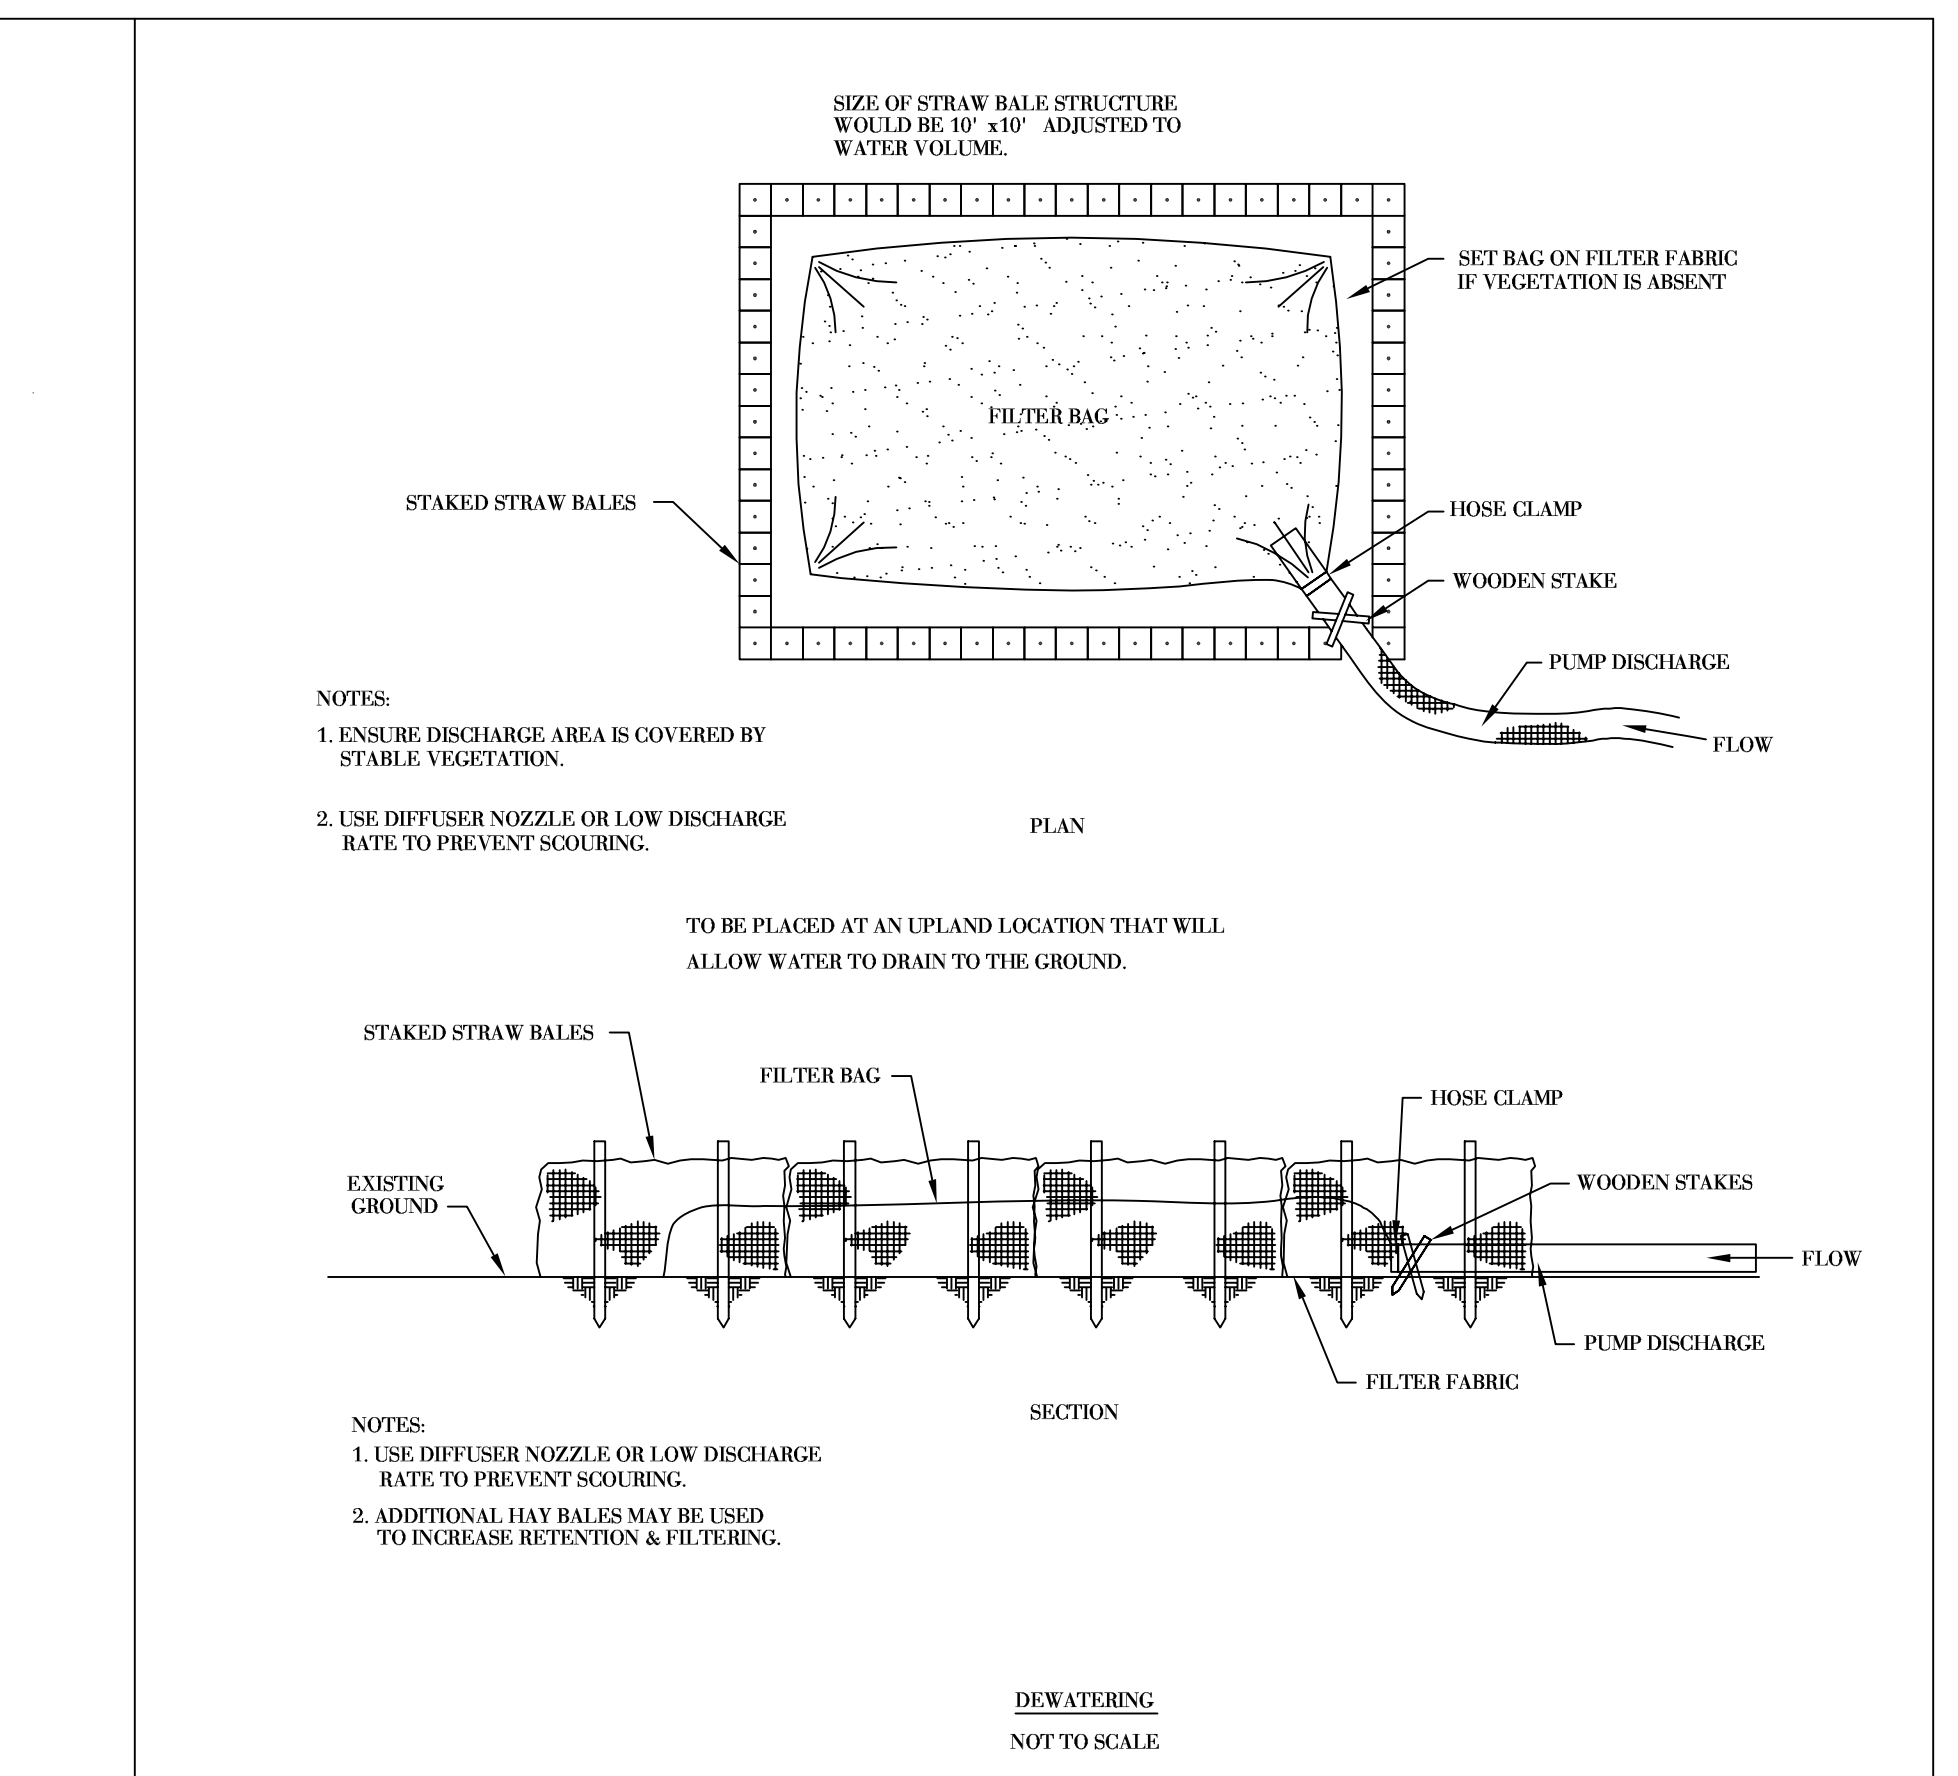 SIZE OF STRAW BALE STRUCTURE
WOULD BE 10' x10' ADJUSTED TO
WATER VOLUME.
SET BAG ON FILTER FABRIC
IF VEGETATION IS ABSENT
FILTER BAG
STAKED STRAW BALES
HOSE CLAMP
WOODEN STAKE
PUMP DISCHARGE
FLOW
NOTES:
1. ENSURE DISCHARGE AREA IS COVERED BY
STABLE VEGETATION.
2. USE DIFFUSER NOZZLE OR LOW DISCHARGE
RATE TO PREVENT SCOURING.
PLAN
TO BE PLACED AT AN UPLAND LOCATION THAT WILL
ALLOW WATER TO DRAIN TO THE GROUND.
STAKED STRAW BALES
FILTER BAG
HOSE CLAMP
EXISTING
GROUND
WOODEN STAKES
FLOW
PUMP DISCHARGE
FILTER FABRIC
SECTION
NOTES:
1. USE DIFFUSER NOZZLE OR LOW DISCHARGE
RATE TO PREVENT SCOURING.
2. ADDITIONAL HAY BALES MAY BE USED
TO INCREASE RETENTION & FILTERING.
DEWATERING
NOT TO SCALE